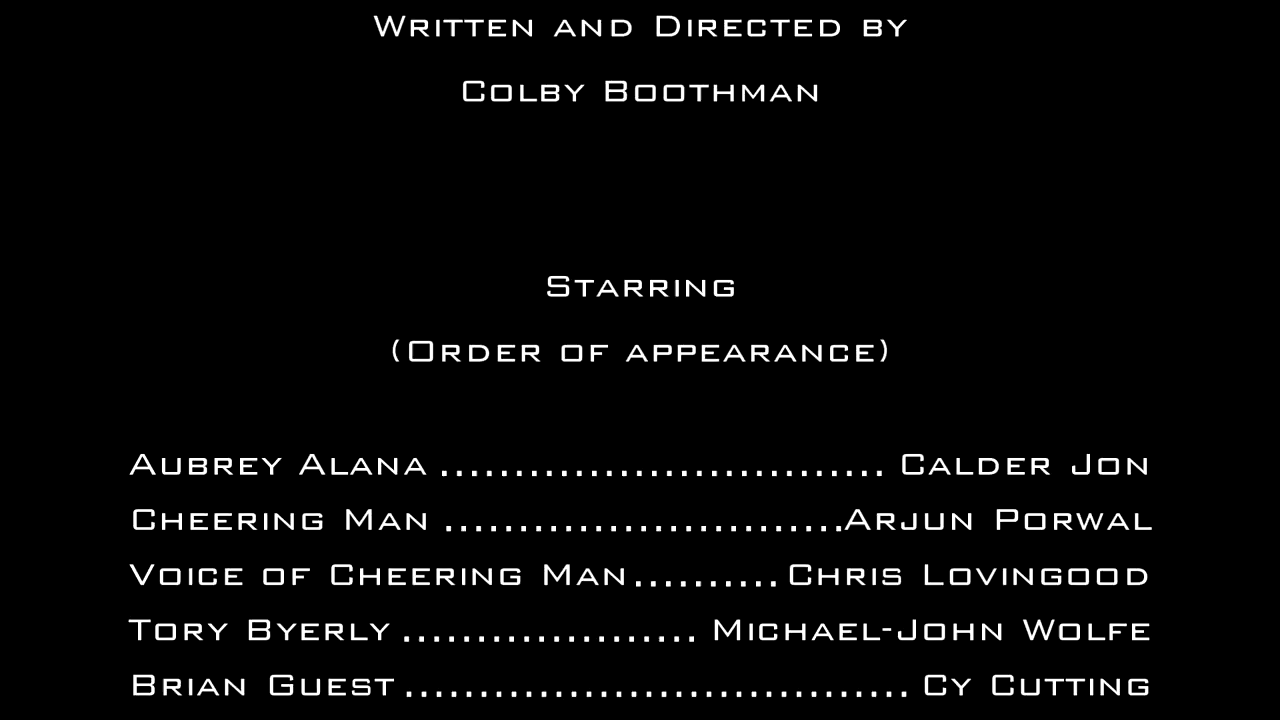 Written and Directed by
Colby Boothman
Starring
(Order of appearance)
Aubrey Alana .............................. Calder Jon
Cheering Man ...........................Arjun Porwal
Voice of Cheering Man.......... Chris Lovingood
Tory Byerly .................... Michael-John Wolfe
Brian Guest .................................. Cy Cutting